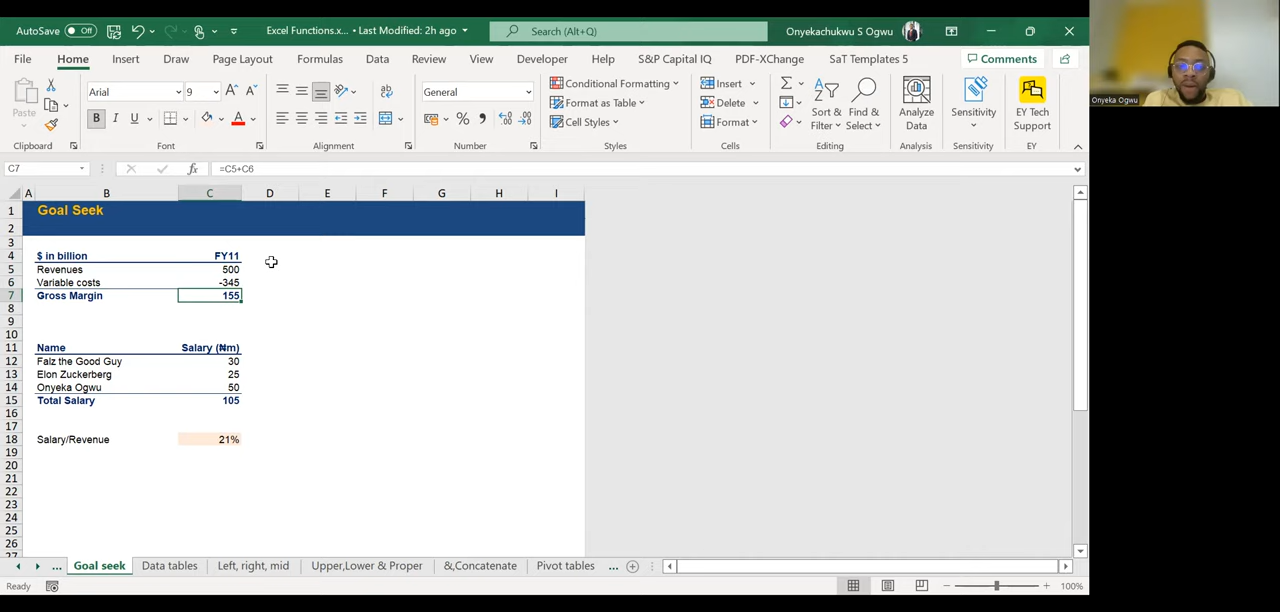 AutoSave Off Excel Functions.x... • Last Modified: 2h ago Search (Alt+Q) Onyekachukwu S Ogwu
File Home Insert Draw Page Layout Formulas Data Review View Developer Help S&P Capital IQ PDF-XChange SaT Templates 5 Comments
Paste Arial 9 A A ab General Conditional Formatting Insert Sort & Find & Analyze Sensitivity EY Tech
Format as Table Delete Filter Select Data Support
B I U A % Cell Styles Format
Clipboard Font Alignment Number Styles Cells Editing Analysis Sensitivity EY
C7 fx =C5+C6
A B C D E F G H I
1 Goal Seek
2
3
4 $ in billion FY11
5 Revenues 500
6 Variable costs -345
7 Gross Margin 155
8
9
10
11 Name Salary (₦m)
12 Falz the Good Guy 30
13 Elon Zuckerberg 25
14 Onyeka Ogwu 50
15 Total Salary 105
16
17
18 Salary/Revenue 21%
19
20
21
22
23
24
25
26
27
... Goal seek Data tables Left, right, mid Upper,Lower & Proper &,Concatenate Pivot tables ...
Ready 100%
Onyeka Ogwu